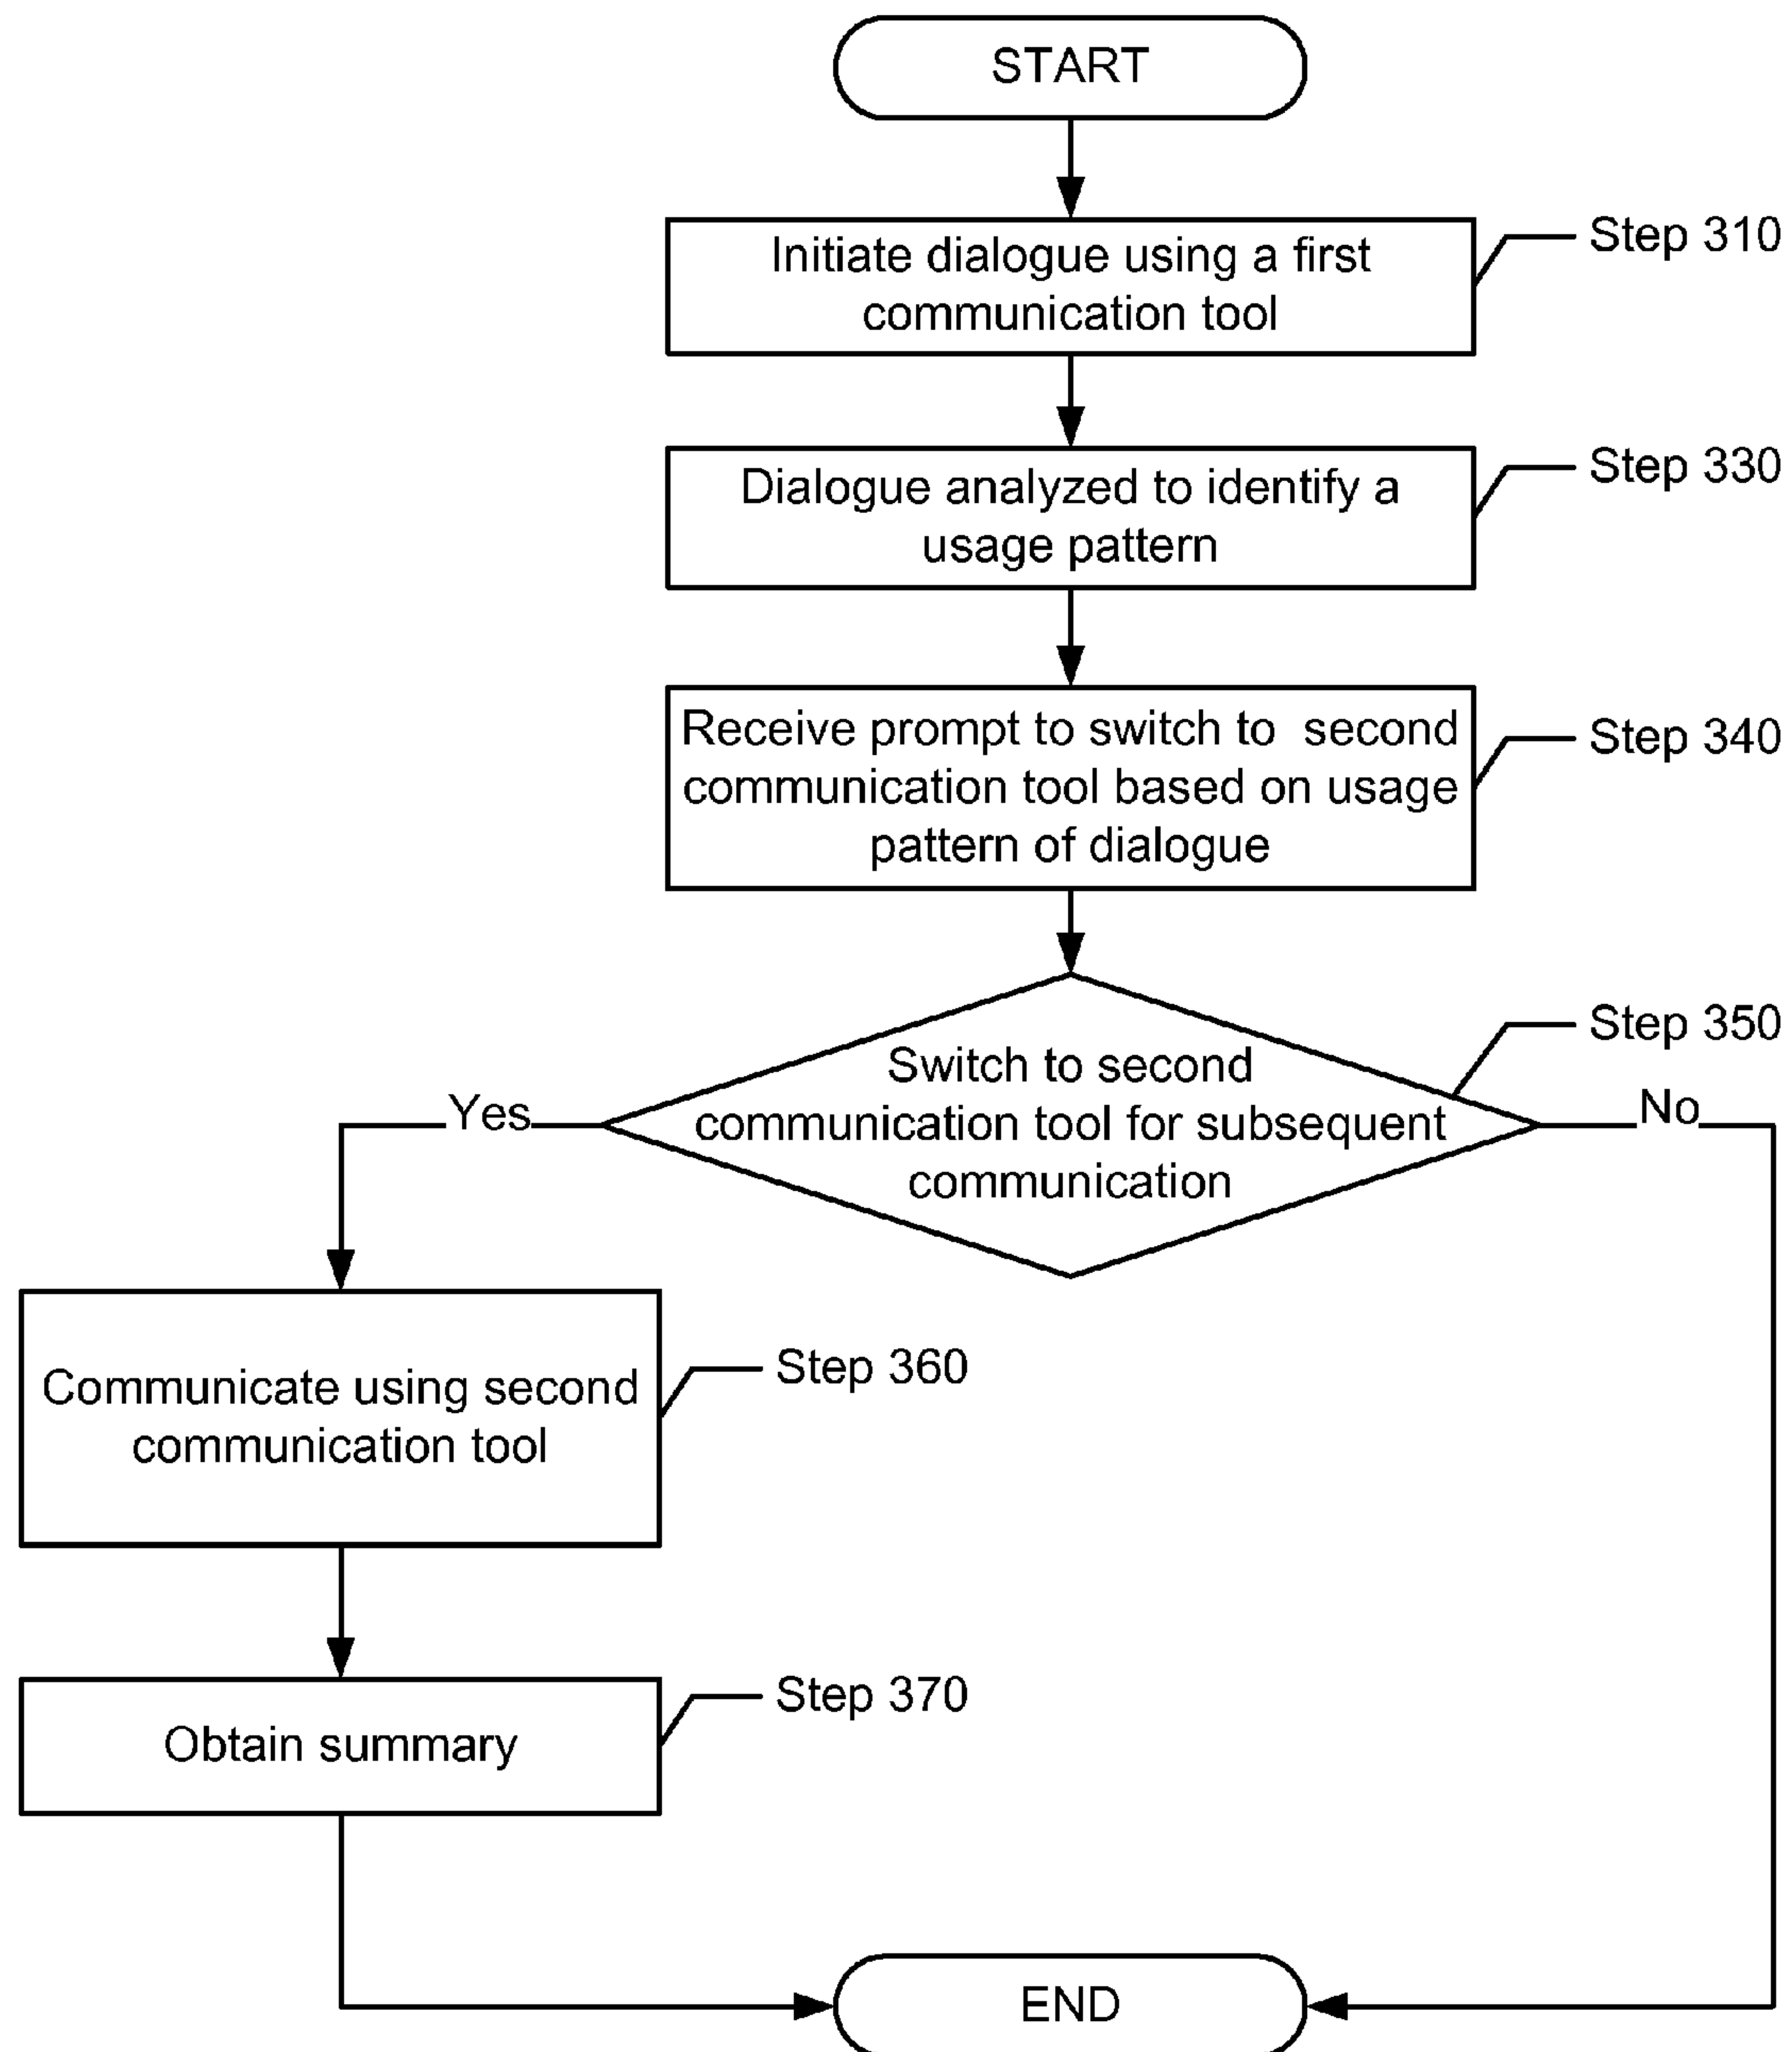 START
Initiate dialogue using a first
communication tool
Step 310
Dialogue analyzed to identify a
usage pattern
Step 330
Receive prompt to switch to second
communication tool based on usage
pattern of dialogue
Step 340
Switch to second
communication tool for subsequent
communication
Step 350
Yes
No
Communicate using second
communication tool
Step 360
Obtain summary
Step 370
END